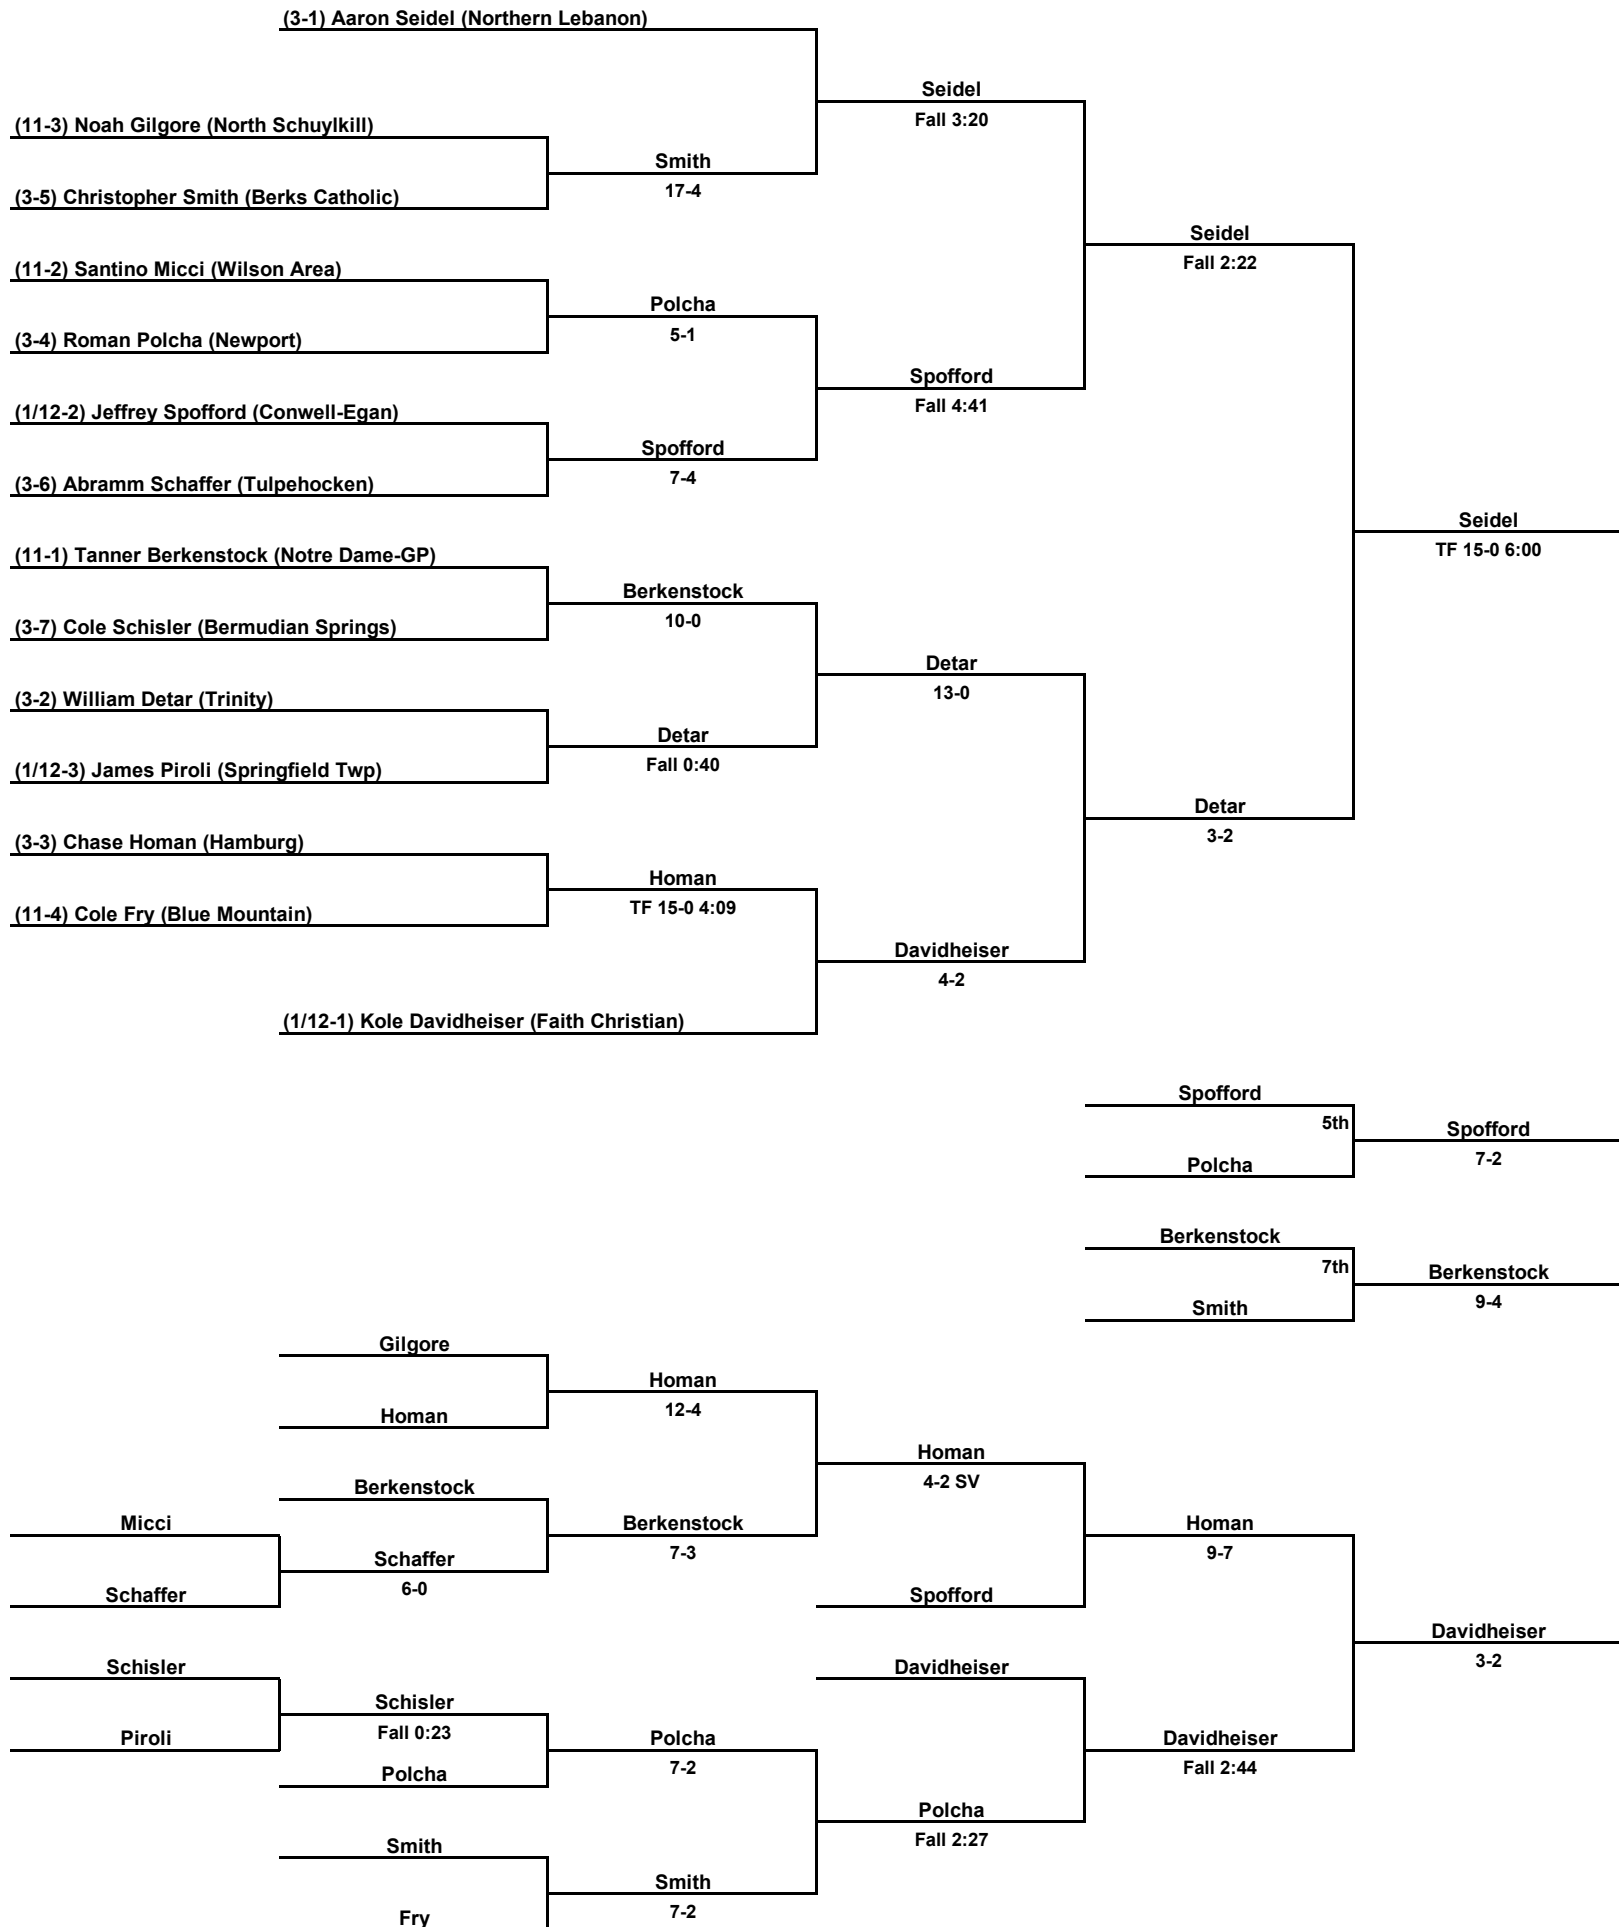 (3-1) Aaron Seidel (Northern Lebanon)
Seidel
Fall 3:20
(11-3) Noah Gilgore (North Schuylkill)
Smith
17-4
(3-5) Christopher Smith (Berks Catholic)
Seidel
Fall 2:22
(11-2) Santino Micci (Wilson Area)
Polcha
5-1
(3-4) Roman Polcha (Newport)
Spofford
Fall 4:41
(1/12-2) Jeffrey Spofford (Conwell-Egan)
Spofford
7-4
(3-6) Abramm Schaffer (Tulpehocken)
Seidel
TF 15-0 6:00
(11-1) Tanner Berkenstock (Notre Dame-GP)
Berkenstock
10-0
(3-7) Cole Schisler (Bermudian Springs)
Detar
13-0
(3-2) William Detar (Trinity)
Detar
Fall 0:40
(1/12-3) James Piroli (Springfield Twp)
Detar
3-2
(3-3) Chase Homan (Hamburg)
Homan
TF 15-0 4:09
(11-4) Cole Fry (Blue Mountain)
Davidheiser
4-2
(1/12-1) Kole Davidheiser (Faith Christian)
Spofford
5th
Spofford
7-2
Polcha
Berkenstock
7th
Berkenstock
9-4
Smith
Gilgore
Homan
12-4
Homan
Homan
4-2 SV
Berkenstock
Micci
Berkenstock
7-3
Homan
9-7
Schaffer
6-0
Schaffer
Spofford
Davidheiser
3-2
Schisler
Davidheiser
Schisler
Fall 0:23
Piroli
Polcha
7-2
Davidheiser
Fall 2:44
Polcha
Polcha
Fall 2:27
Smith
Smith
7-2
Fry